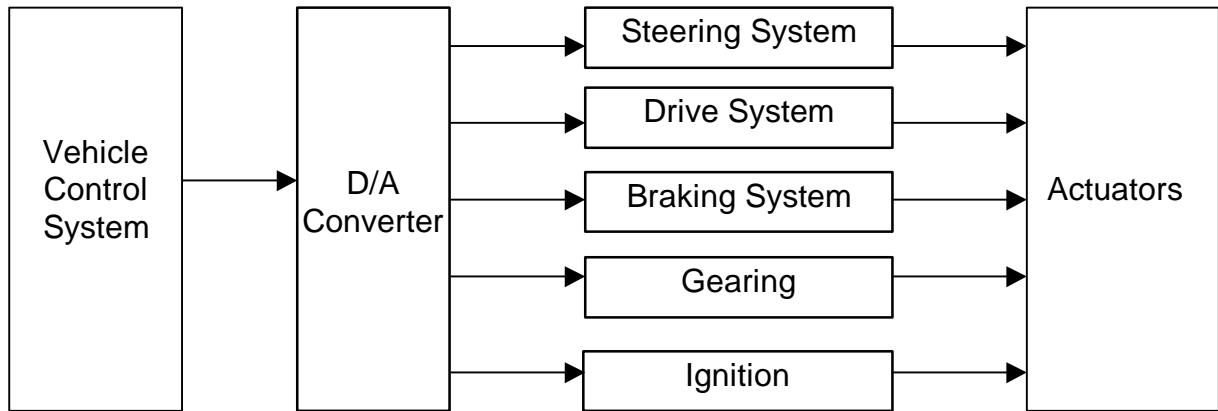 Vehicle
Control
System
D/A
Converter
Steering System
Drive System
Braking System
Gearing
Ignition
Actuators